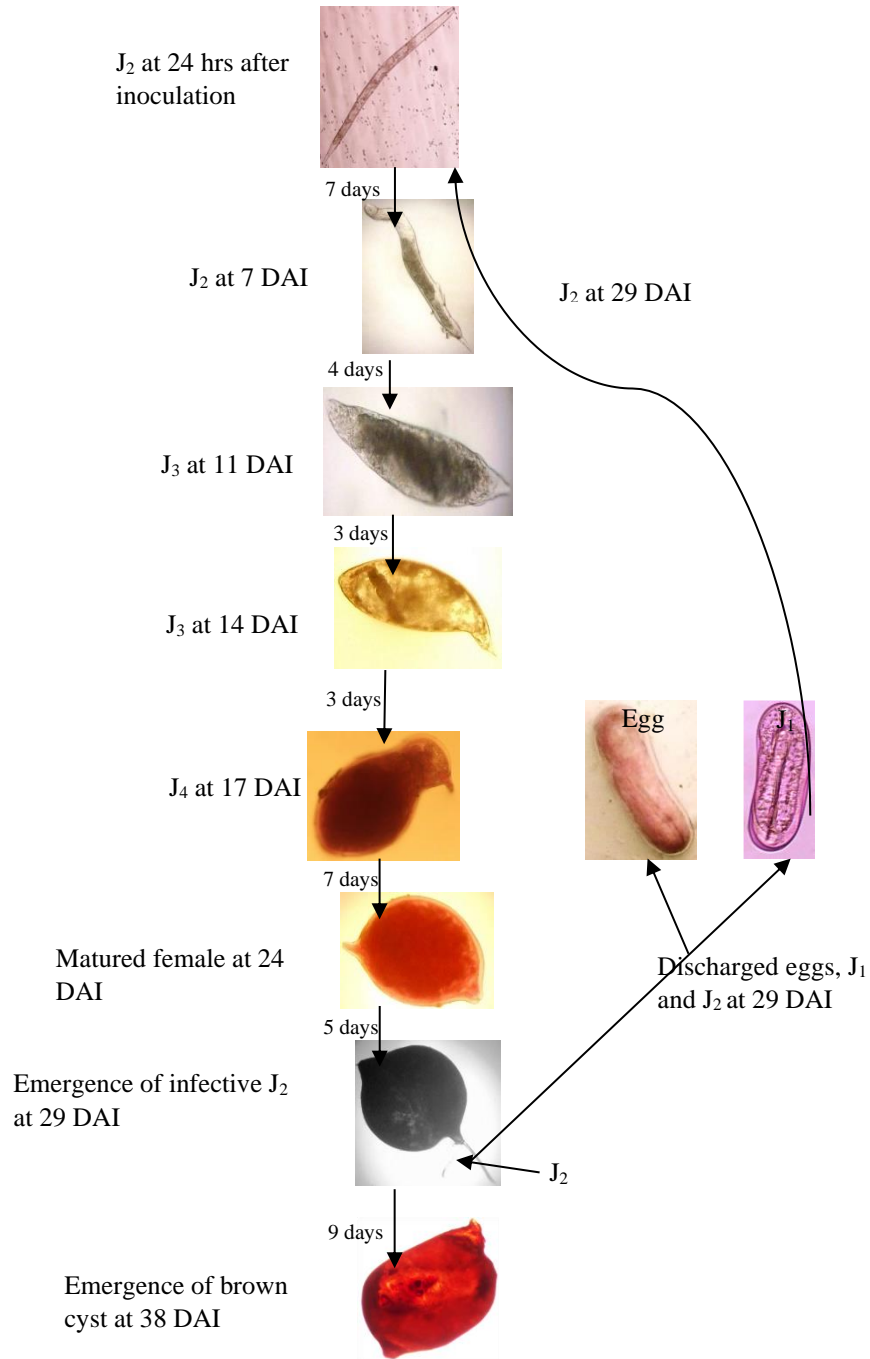 J₂ at 24 hrs after
inoculation
7 days
J₂ at 7 DAI
J₂ at 29 DAI
4 days
J₃ at 11 DAI
3 days
J₃ at 14 DAI
3 days
Egg
J₁
J₄ at 17 DAI
7 days
Matured female at 24
DAI
Discharged eggs, J₁
and J₂ at 29 DAI
5 days
Emergence of infective J₂
at 29 DAI
J₂
9 days
Emergence of brown
cyst at 38 DAI